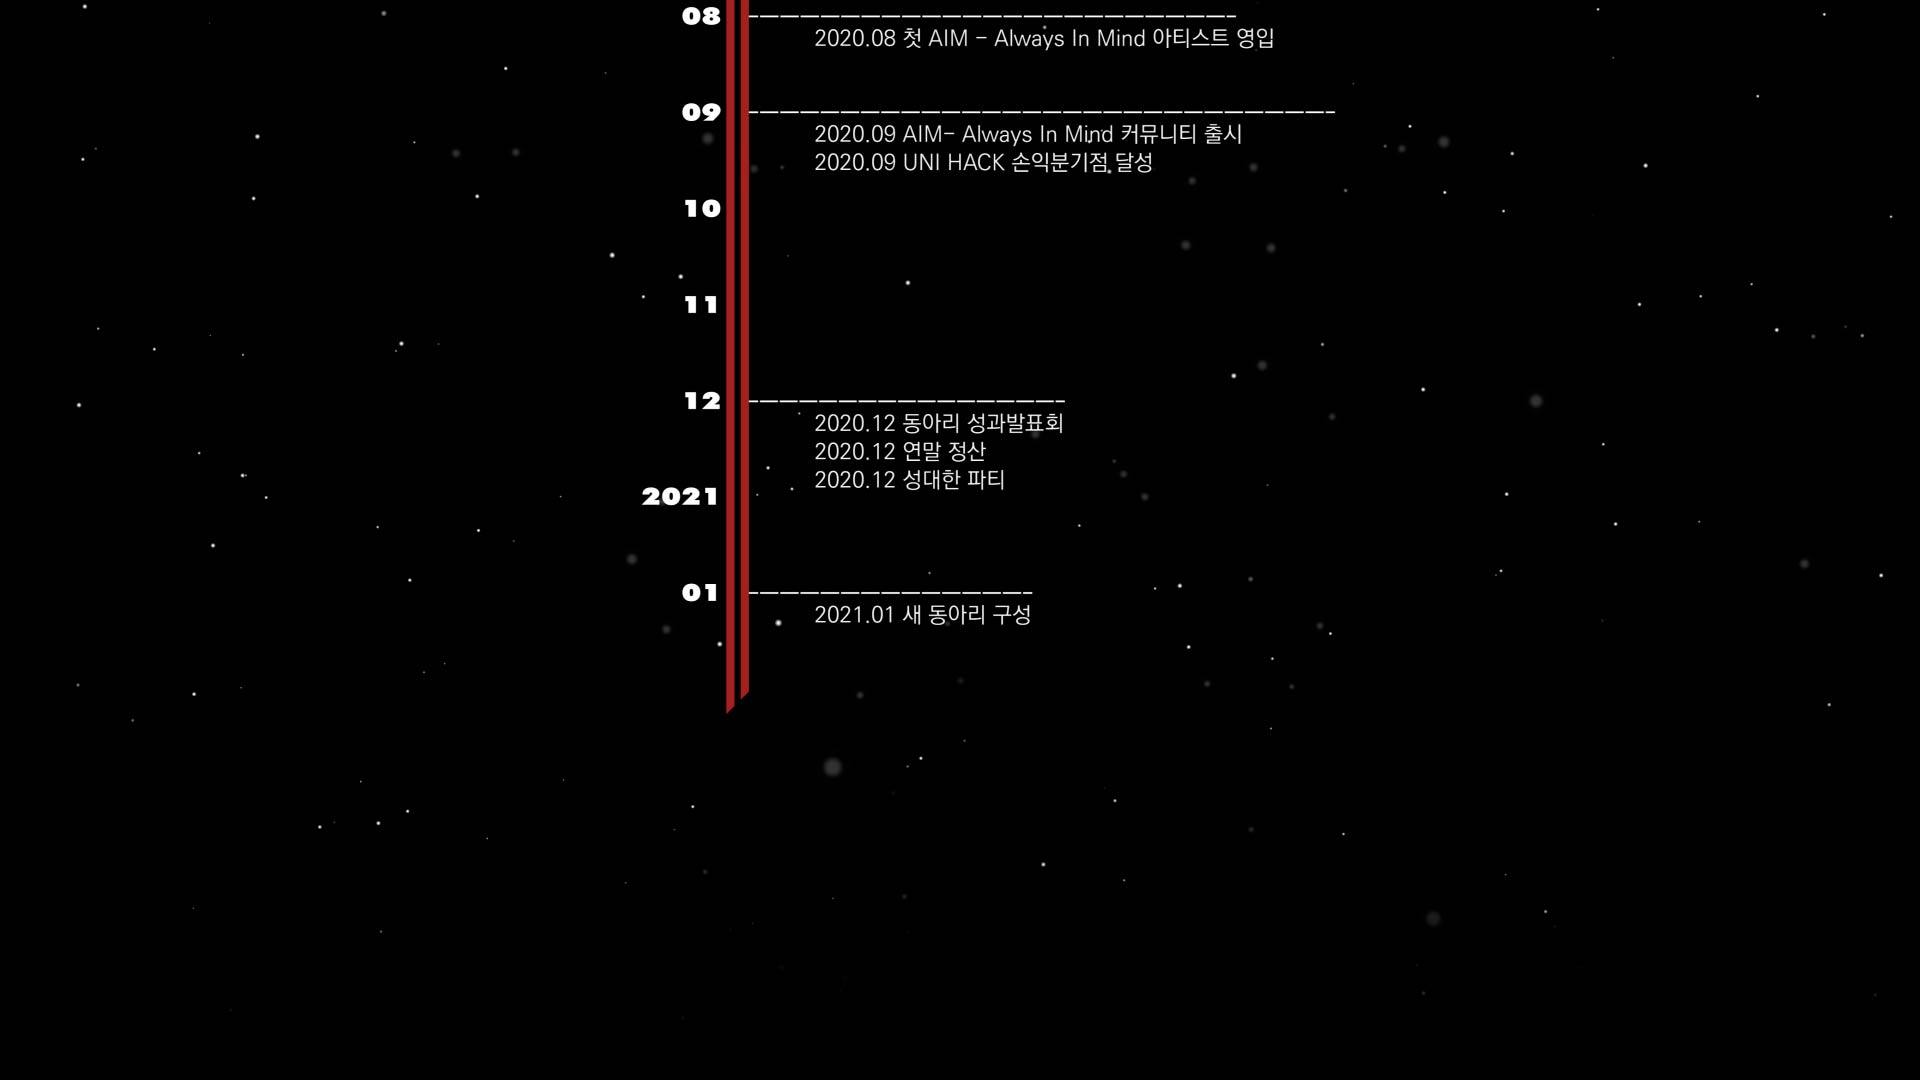 08
2020.08 첫 AIM - Always In Mind 아티스트 영입
09
2020.09 AIM- Always In Mind 커뮤니티 출시
2020.09 UNI HACK 손익분기점 달성
10
11
12
2020.12 동아리 성과발표회
2020.12 연말 정산
2020.12 성대한 파티
2021
01
2021.01 새 동아리 구성